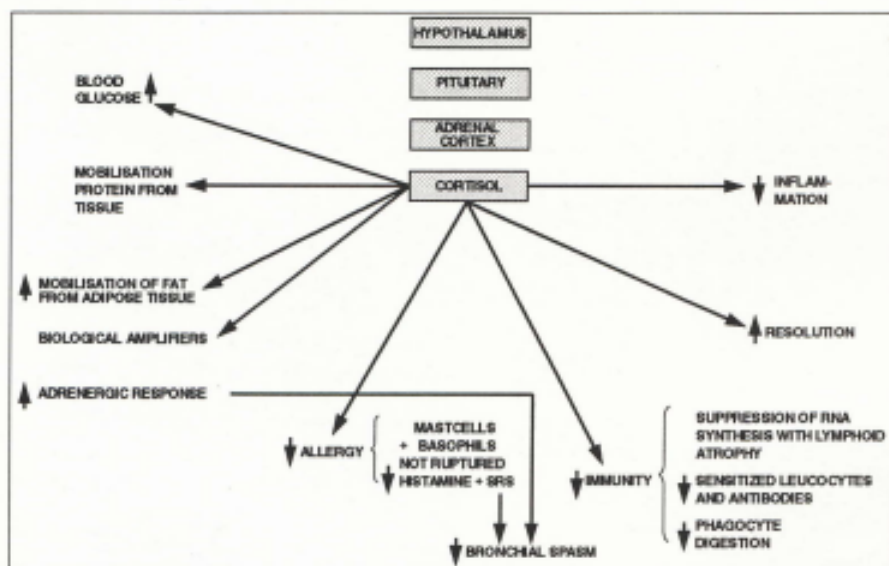 HYPOTHALAMUS
PITUITARY
ADRENAL
CORTEX
CORTISOL
BLOOD
GLUCOSE
MOBILISATION
PROTEIN FROM
TISSUE
MOBILISATION OF FAT
FROM ADIPOSE TISSUE
BIOLOGICAL AMPLIFIERS
ADRENERGIC RESPONSE
INFLAM-
MATION
RESOLUTION
ALLERGY
MASTCELLS
+ BASOPHILS
NOT RUPTURED
HISTAMINE + SRS
BRONCHIAL SPASM
IMMUNITY
SUPPRESSION OF RNA
SYNTHESIS WITH LYMPHOID
ATROPHY
SENSITIZED LEUCOCYTES
AND ANTIBODIES
PHAGOCYTE
DIGESTION